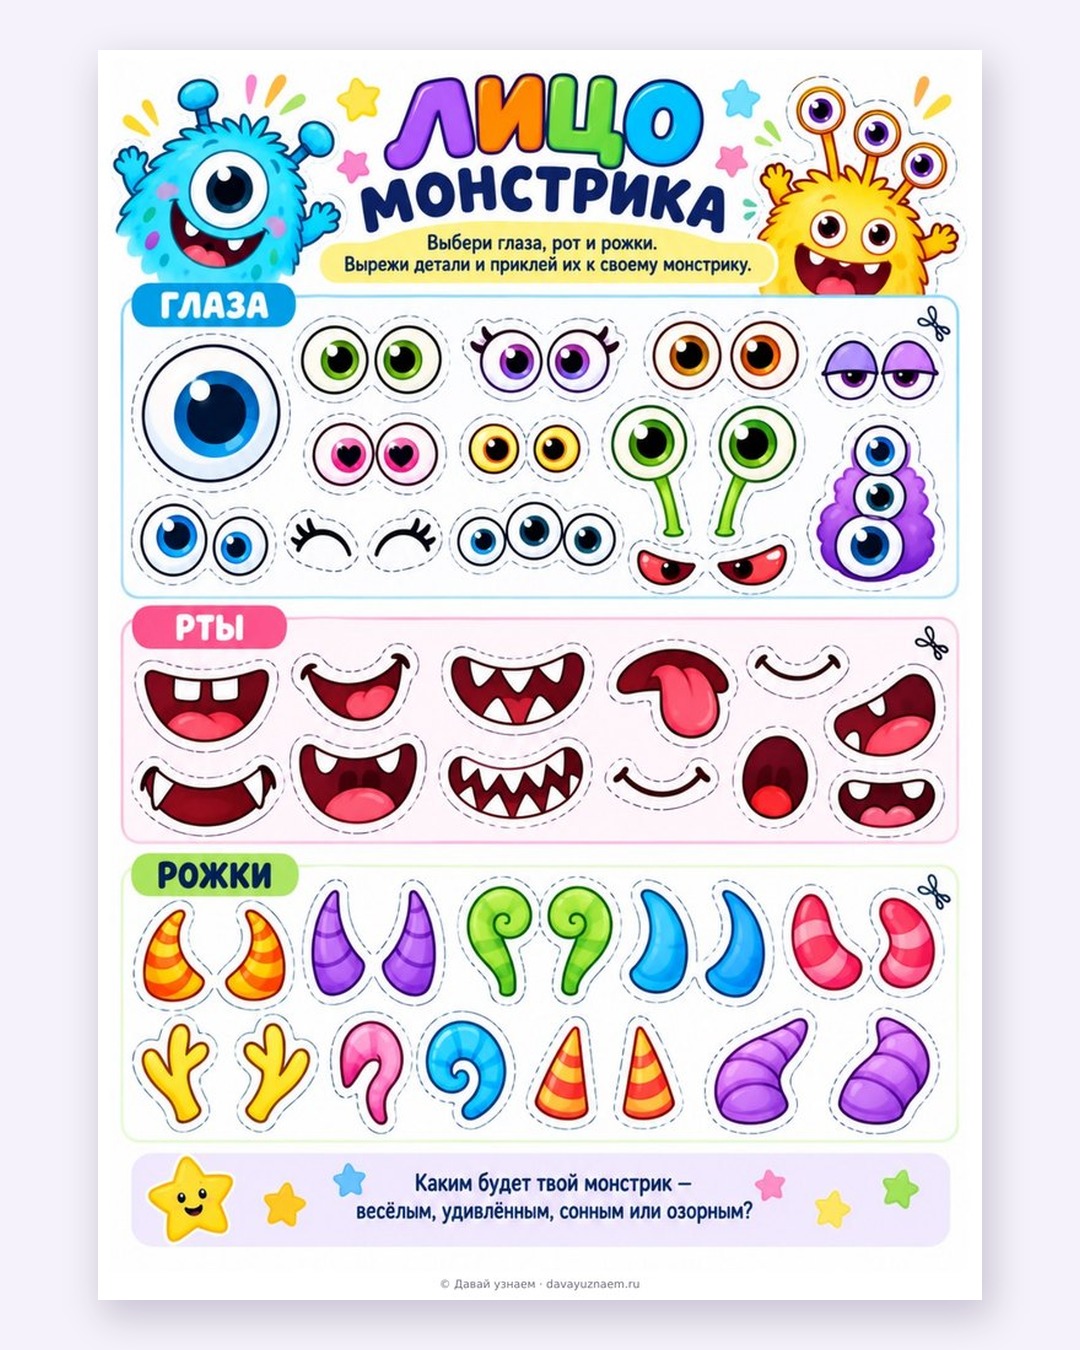 ЛИЦО
МОНСТРИКА
Выбери глаза, рот и рожки.
Вырежи детали и приклей их к своему монстрику.
ГЛАЗА
РТЫ
РОЖКИ
Каким будет твой монстрик —
весёлым, удивлённым, сонным или озорным?
© Давай узнаем · davayuznaem.ru